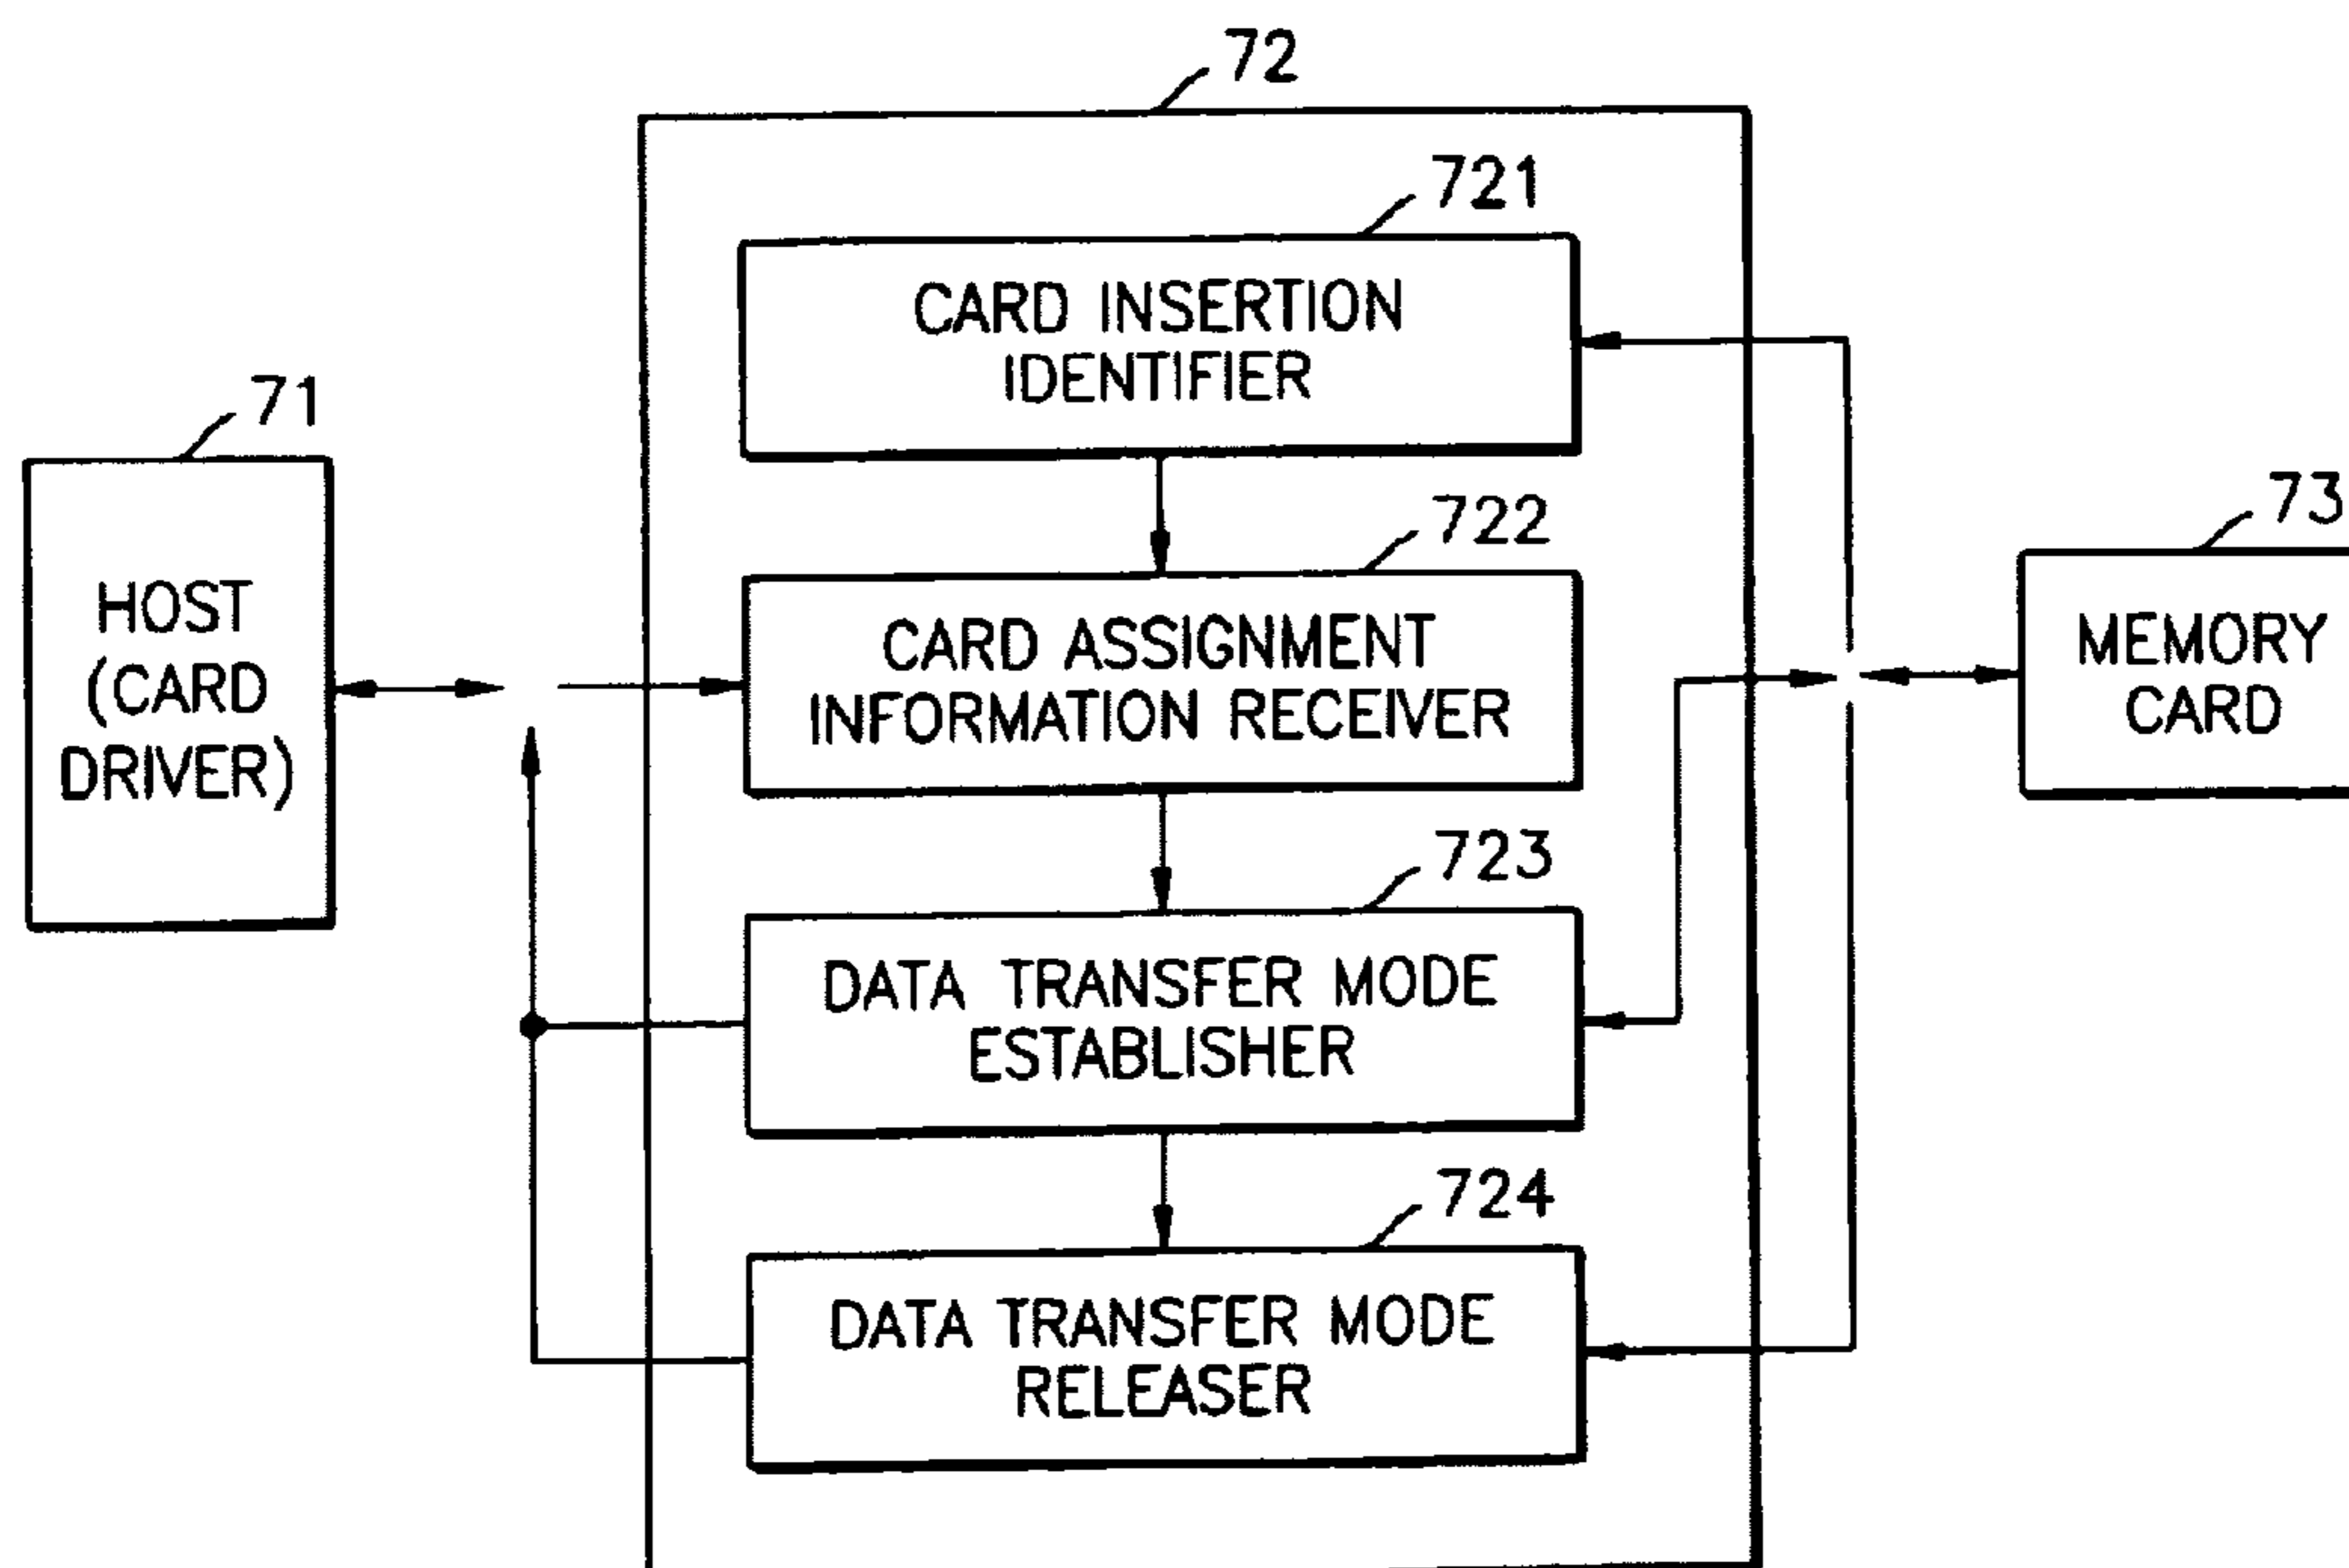 72
721
CARD INSERTION
IDENTIFIER
71
HOST
(CARD
DRIVER)
722
CARD ASSIGNMENT
INFORMATION RECEIVER
73
MEMORY
CARD
723
DATA TRANSFER MODE
ESTABLISHER
724
DATA TRANSFER MODE
RELEASER